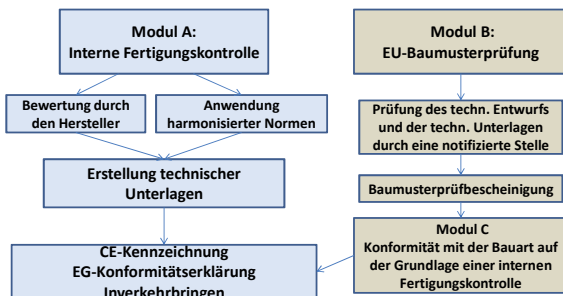 Modul A:
Interne Fertigungskontrolle
Bewertung durch
den Hersteller
Anwendung
harmonisierter Normen
Erstellung technischer
Unterlagen
Modul B:
EU-Baumusterprüfung
Prüfung des techn. Entwurfs
und der techn. Unterlagen
durch eine notifizierte Stelle
Baumusterprüfbescheinigung
Modul C
Konformität mit der Bauart auf
der Grundlage einer internen
Fertigungskontrolle
CE-Kennzeichnung
EG-Konformitätserklärung
Inverkehrbringen